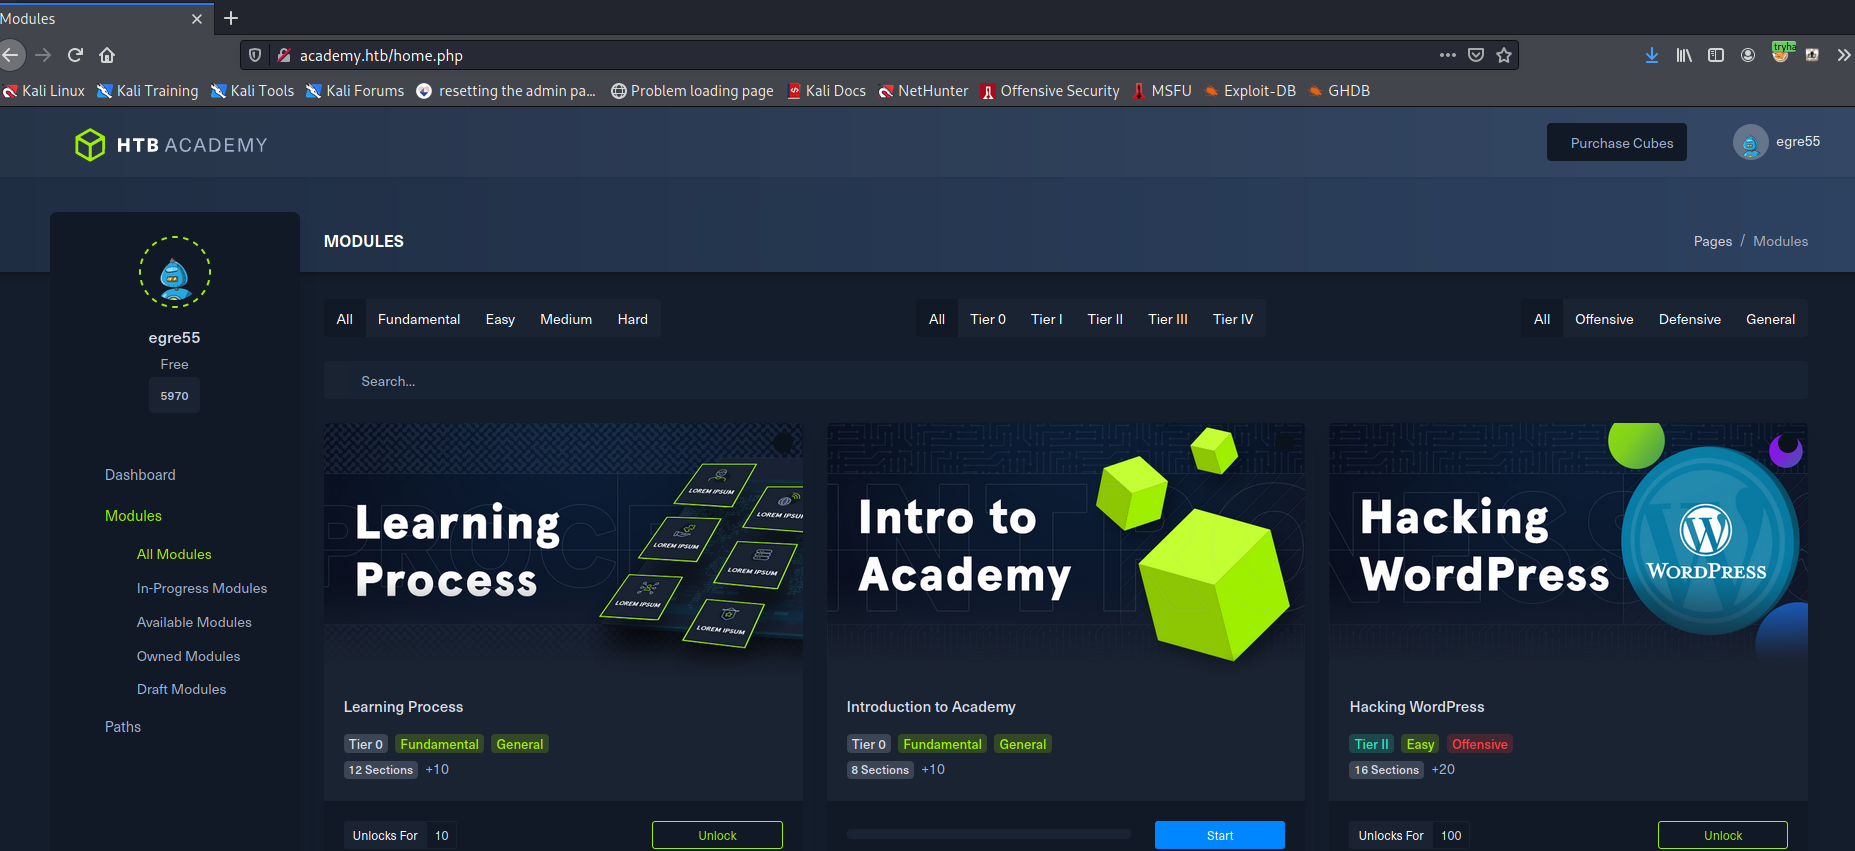 Modules
academy.htb/home.php
tryha
Kali Linux Kali Training Kali Tools Kali Forums resetting the admin pa... Problem loading page Kali Docs NetHunter Offensive Security MSFU Exploit-DB GHDB
HTB ACADEMY
Purchase Cubes
egre55
MODULES
Pages / Modules
egre55
Free
5970
Dashboard
Modules
All Modules
In-Progress Modules
Available Modules
Owned Modules
Draft Modules
Paths
All Fundamental Easy Medium Hard
All Tier 0 Tier I Tier II Tier III Tier IV
All Offensive Defensive General
Search...
Learning
Process
LOREM IPSUM
LOREM IPSUM
LOREM IPSUM
LOREM IPSUM
LOREM IPSUM
LOREM IPSUM
Learning Process
Tier 0 Fundamental General
12 Sections +10
Unlocks For 10 Unlock
Intro to
Academy
Introduction to Academy
Tier 0 Fundamental General
8 Sections +10
Start
Hacking
WordPress
WORDPRESS
Hacking WordPress
Tier II Easy Offensive
16 Sections +20
Unlocks For 100 Unlock